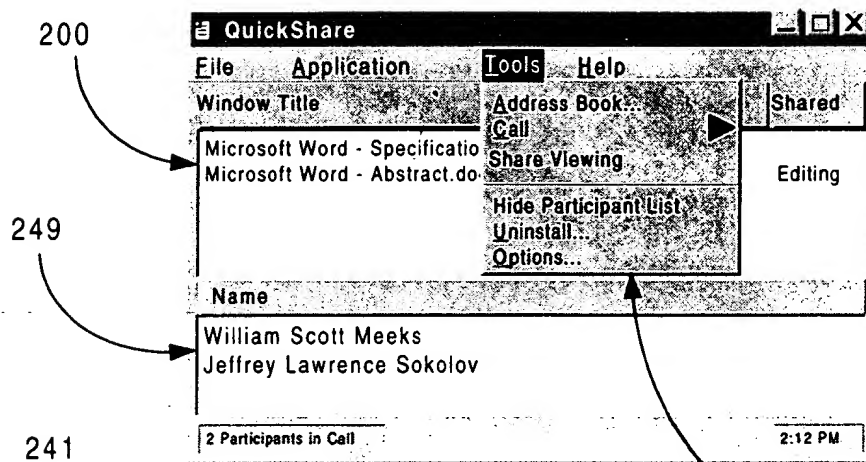 200
QuickShare
File Application Tools Help
Window Title Shared
Address Book...
Call
Share Viewing
Hide Participant List
Uninstall...
Options...
Microsoft Word - Specificatio
Microsoft Word - Abstract.do Editing
249
Name
William Scott Meeks
Jeffrey Lawrence Sokolov
241
2 Participants in Call 2:12 PM